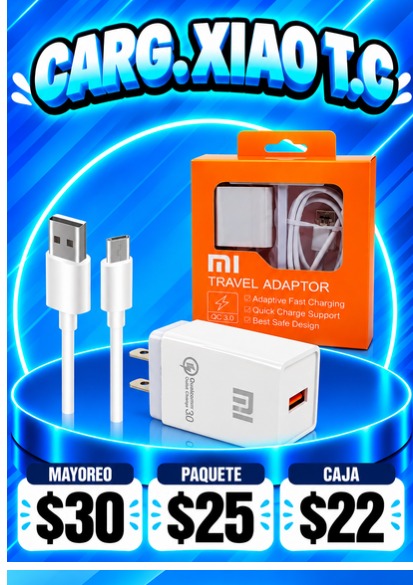 CARG. XIAO T.C
mi
TRAVEL ADAPTOR
QC 3.0
Adaptive Fast Charging
Quick Charge Support
Best Safe Design
Qualcomm
Quick Charge 3.0
mi
MAYOREO
$30
PAQUETE
$25
CAJA
$22